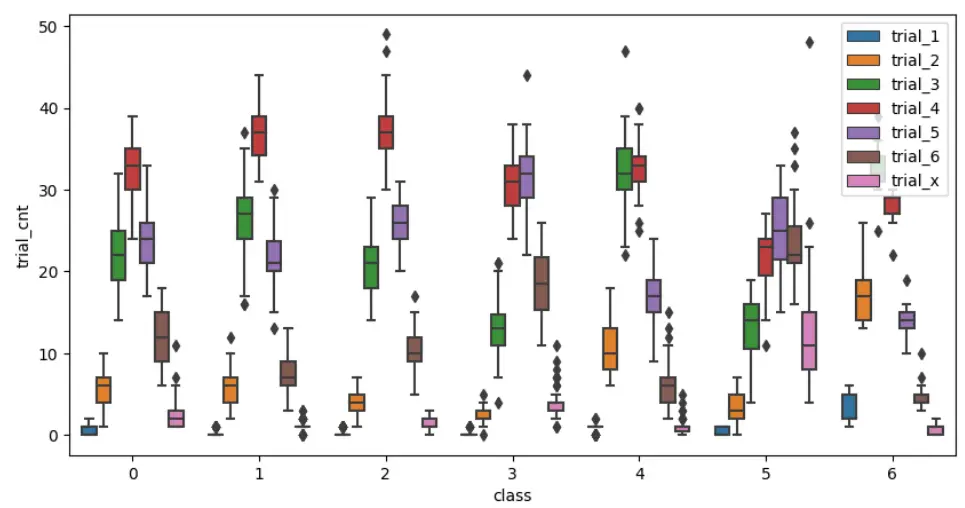 50
40
30
20
10
0
trial_cnt
0 1 2 3 4 5 6
class
trial_1
trial_2
trial_3
trial_4
trial_5
trial_6
trial_x